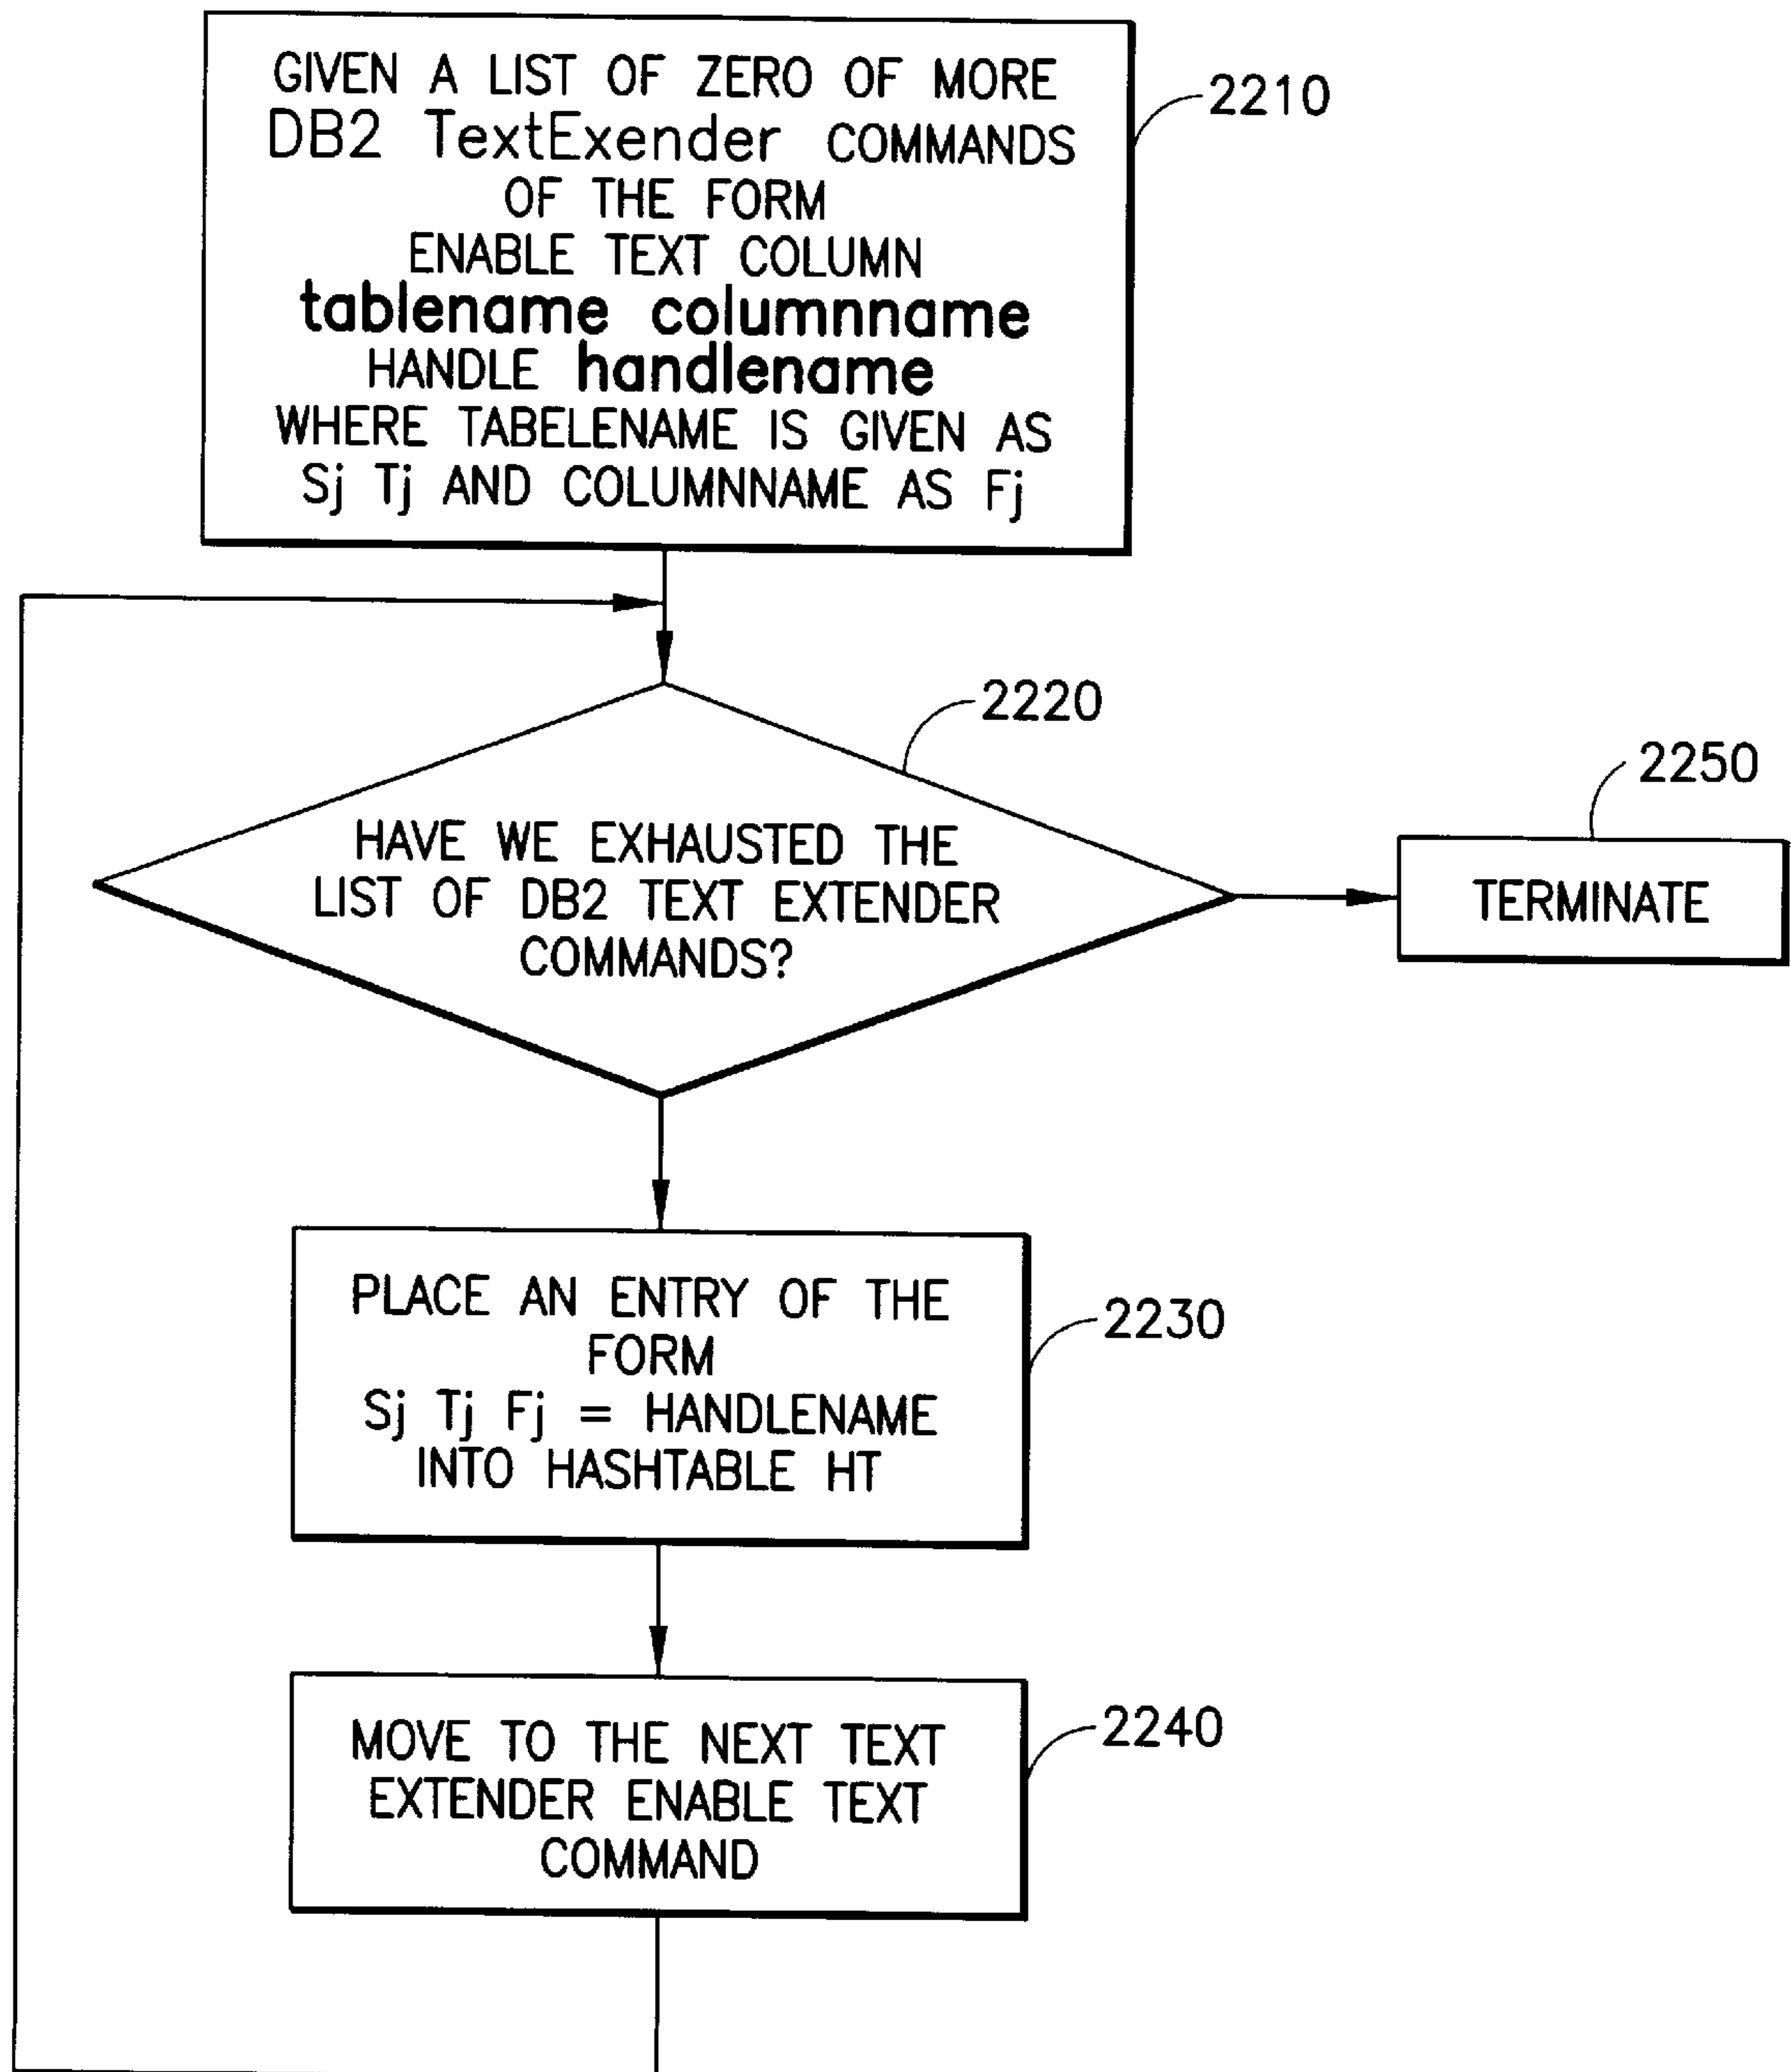 GIVEN A LIST OF ZERO OF MORE
DB2 TextExender COMMANDS
OF THE FORM
ENABLE TEXT COLUMN
tablename columnname
HANDLE handlename
WHERE TABELENAME IS GIVEN AS
Sj Tj AND COLUMNNAME AS Fj
2210
HAVE WE EXHAUSTED THE
LIST OF DB2 TEXT EXTENDER
COMMANDS?
2220
TERMINATE
2250
PLACE AN ENTRY OF THE
FORM
Sj Tj Fj = HANDLENAME
INTO HASHTABLE HT
2230
MOVE TO THE NEXT TEXT
EXTENDER ENABLE TEXT
COMMAND
2240